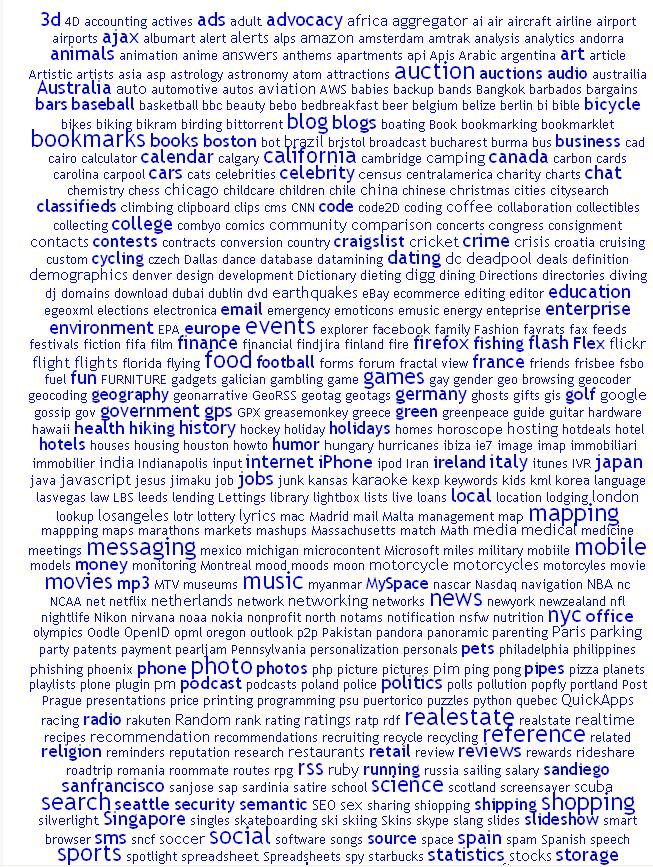 3d 4D accounting actives ads adult advocacy africa aggregator ai air aircraft airline airport
airports ajax albumart alert alerts alps amazon amsterdam amtrak analysis analytics andorra
animals animation anime answers anthems apartments api Apis Arabic argentina art article
Artistic artists asia asp astrology astronomy atom attractions auction auctions audio austrailia
Australia auto automotive autos aviation AWS babies backup bands Bangkok barbados bargains
bars baseball basketball bbc beauty bebo bedbreakfast beer belgium belize berlin bi bible bicycle
bikes biking bikram birding bittorrent blog blogs boating Book bookmarking bookmarklet
bookmarks books boston bot brazil bristol broadcast bucharest burma bus business cad
cairo calculator calendar calgary california cambridge camping canada carbon cards
carolina carpool cars cats celebrities celebrity census centralamerica charity charts chat
chemistry chess chicago childcare children chile china chinese christmas cities citysearch
classifieds climbing clipboard clips cms CNN code code2D coding coffee collaboration collectibles
collecting college combyo comics community comparison concerts congress consignment
contacts contests contracts conversion country craigslist cricket crime crisis croatia cruising
custom cycling czech Dallas dance database datamining dating dc deadpool deals definition
demographics denver design development Dictionary dieting digg dining Directions directories diving
dj domains download dubai dublin dvd earthquakes eBay ecommerce editing editor education
egeoxml elections electronica email emergency emoticons emusic energy enteprise enterprise
environment EPA europe events explorer facebook family Fashion favrats fax feeds
festivals fiction fifa film finance financial findjira finland fire firefox fishing flash Flex flickr
flight flights florida flying food football forms forum fractal view france friends frisbee fsbo
fuel fun FURNITURE gadgets galician gambling game games gay gender geo browsing geocoder
geocoding geography geonarrative GeoRSS geotag geotags germany ghosts gifts gis golf google
gossip gov government gps GPX greasemonkey greece green greenpeace guide guitar hardware
hawaii health hiking history hockey holiday holidays homes horoscope hosting hotdeals hotel
hotels houses housing houston howto humor hungary hurricanes ibiza ie7 image imap immobiliari
immobilier india Indianapolis input internet iPhone ipod Iran ireland italy itunes IVR japan
java javascript jesus jimaku job jobs junk kansas karaoke kexp keywords kids kml korea language
lasvegas law LBS leeds lending Lettings library lightbox lists live loans local location lodging london
lookup losangeles lotr lottery lyrics mac Madrid mail Malta management map mapping
mappping maps marathons markets mashups Massachusetts match Math media medical medicine
meetings messaging mexico michigan microcontent Microsoft miles military mobiile mobile
models money monitoring Montreal mood moods moon motorcycle motorcycles motorcyles movie
movies mp3 MTV museums music myanmar MySpace nascar Nasdaq navigation NBA nc
NCAA net netflix netherlands network networking networks news newyork newzealand nfl
nightlife Nikon nirvana noaa nokia nonprofit north notams notification nsfw nutrition nyc office
olympics Oodle OpenID opml oregon outlook p2p Pakistan pandora panoramic parenting Paris parking
party patents payment pearljam Pennsylvania personalization personals pets philadelphia philippines
phishing phoenix phone photo photos php picture pictures pim ping pong pipes pizza planets
playlists plone plugin pm podcast podcasts poland police politics polls pollution popfly portland Post
Prague presentations price printing programming psu puertorico puzzles python quebec QuickApps
racing radio rakuten Random rank rating ratings ratp rdf realestate realstate realtime
recipes recommendation recommendations recruiting recycle recycling reference related
religion reminders reputation research restaurants retail review reviews rewards rideshare
roadtrip romania roommate routes rpg rss ruby running russia sailing salary sandiego
sanfrancisco sanjose sap sardinia satire school science scotland screensaver scuba
search seattle security semantic SEO sex sharing shiopping shipping shopping
silverlight Singapore singles skateboarding ski skiing Skins skype slang slides slideshow smart
browser sms sncf soccer social software songs source space spain spam Spanish speech
sports spotlight spreadsheet Spreadsheets spy starbucks statistics stocks storage